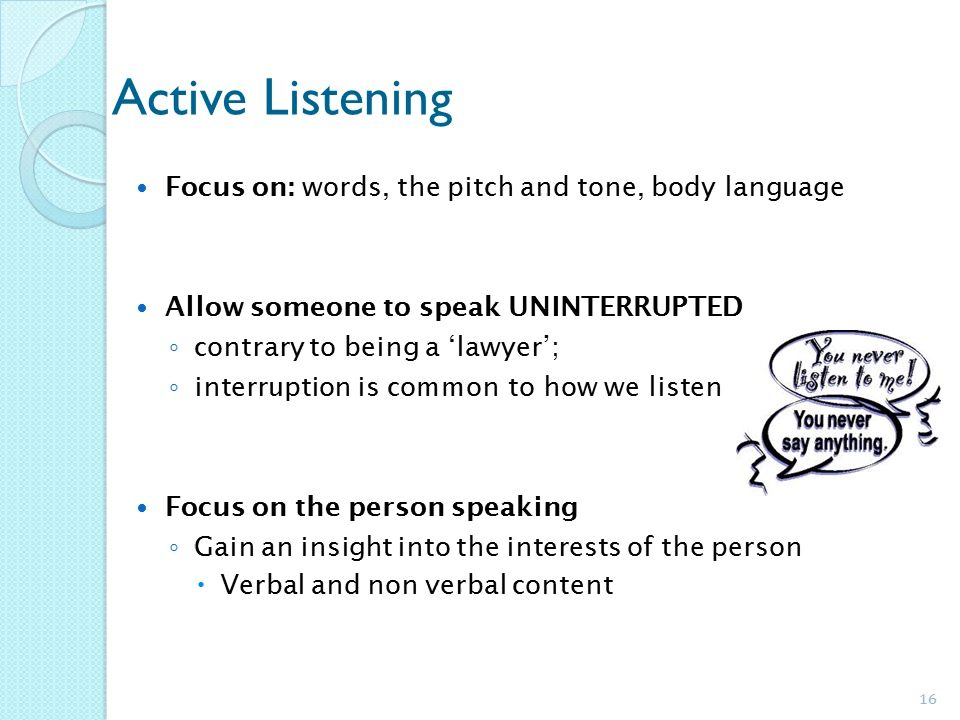 Active Listening
• Focus on: words, the pitch and tone, body language
• Allow someone to speak UNINTERRUPTED
◦ contrary to being a ‘lawyer’;
◦ interruption is common to how we listen
You never
listen to me!
You never
say anything.
• Focus on the person speaking
◦ Gain an insight into the interests of the person
▪ Verbal and non verbal content
16